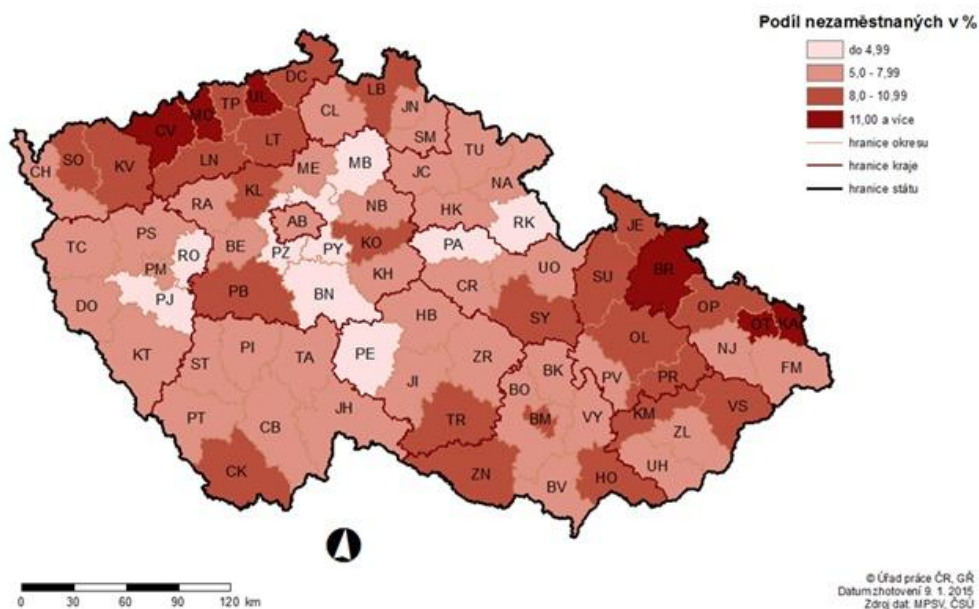 Podíl nezaměstnaných v %
do 4,99
5,0 - 7,99
8,0 - 10,99
11,00 a více
hranice okresu
hranice kraje
hranice státu
DC
LB
UL
TP
MO
CV
LT
CL
JN
SM
TU
SO
KV
CH
LN
ME
MB
JC
NA
KL
RA
AB
NB
HK
RK
TC
PS
RO
BE
PZ
PY
KO
PA
JE
PM
PJ
PB
BN
KH
CR
UO
SU
BR
DO
KT
HB
SY
OP
OT
KA
OL
NJ
FM
ST
PI
TA
PE
ZR
BK
PV
PR
JI
BO
BM
VY
KM
VS
PT
CB
JH
TR
ZL
CK
ZN
BV
HO
UH
0 30 60 90 120 km
© Úřad práce ČR, GŘ
Datum zhotovení 9. 1. 2015
Zdroj dat: MPSV, ČSÚ